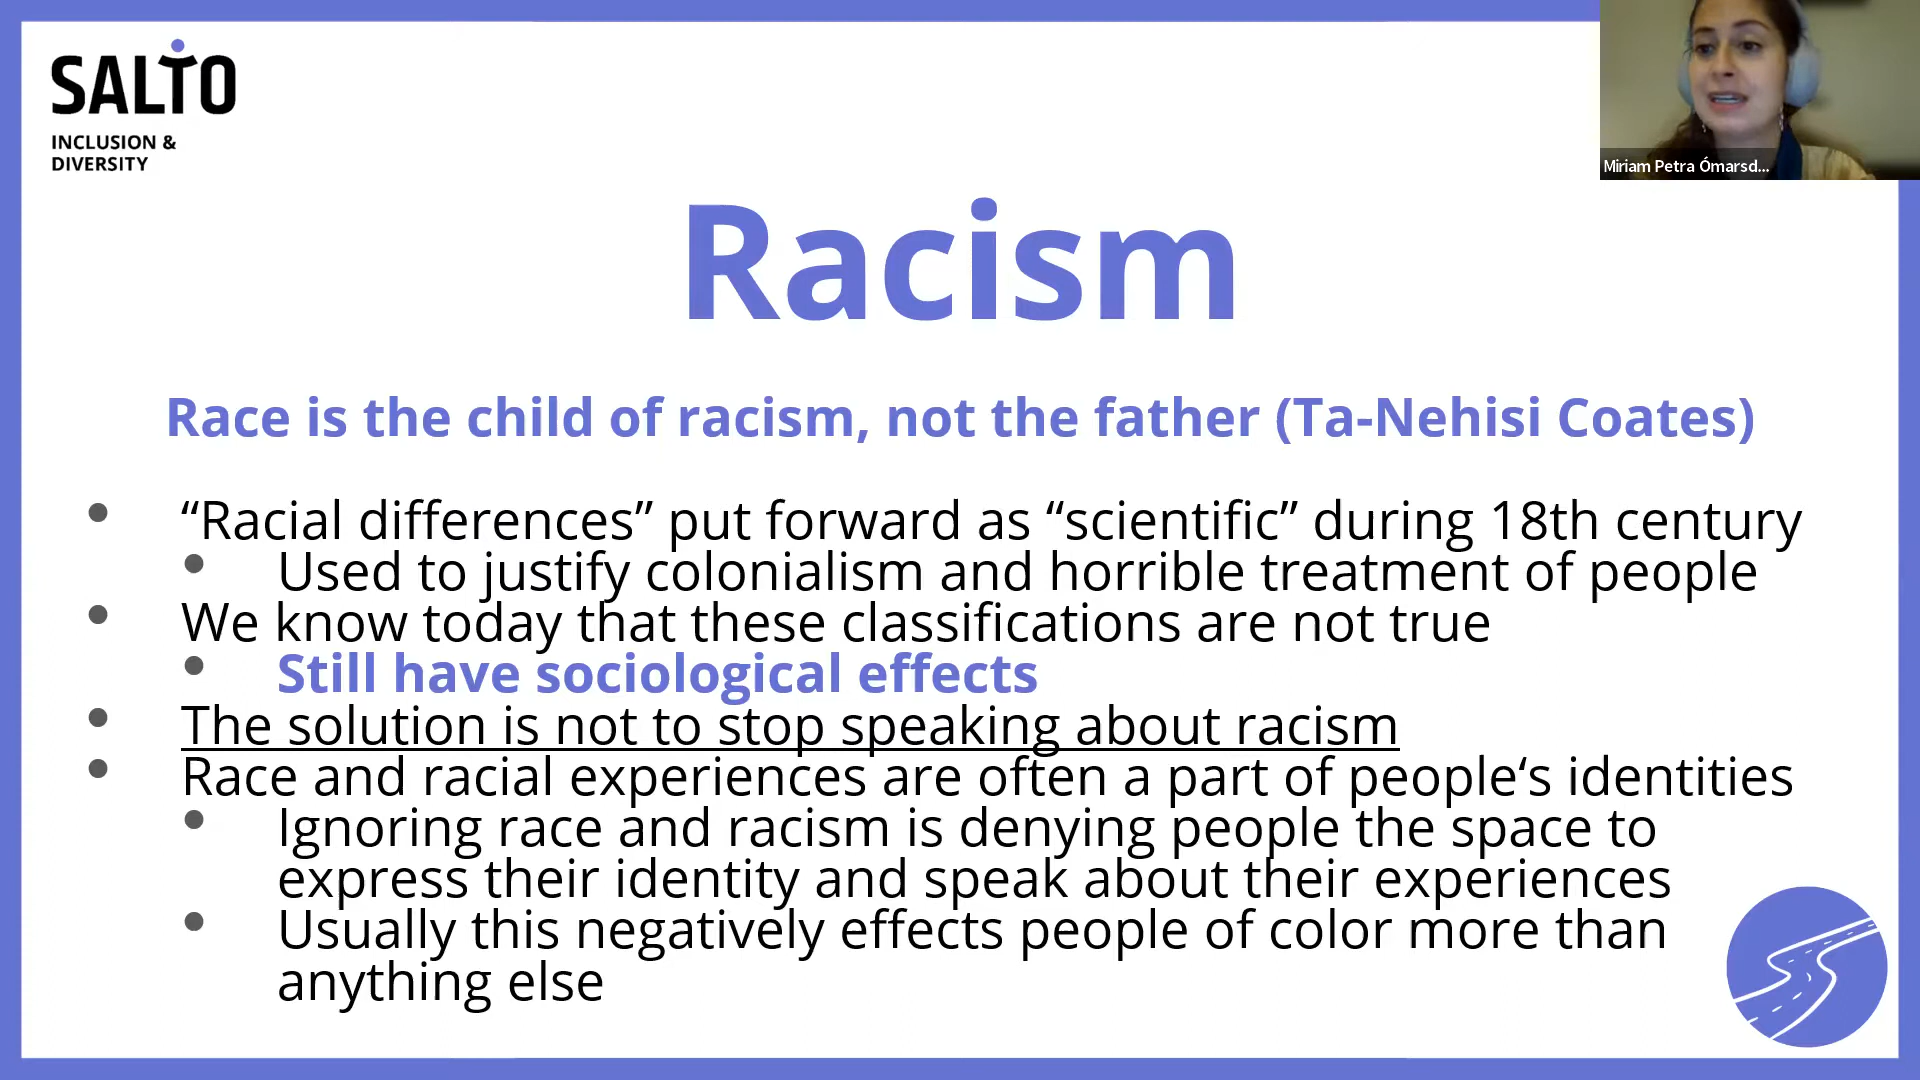 SALTO
INCLUSION &
DIVERSITY
Miriam Petra Ómarsd...
Racism
Race is the child of racism, not the father (Ta-Nehisi Coates)
“Racial differences” put forward as “scientific” during 18th century
Used to justify colonialism and horrible treatment of people
We know today that these classifications are not true
Still have sociological effects
The solution is not to stop speaking about racism
Race and racial experiences are often a part of people‘s identities
Ignoring race and racism is denying people the space to
express their identity and speak about their experiences
Usually this negatively effects people of color more than
anything else